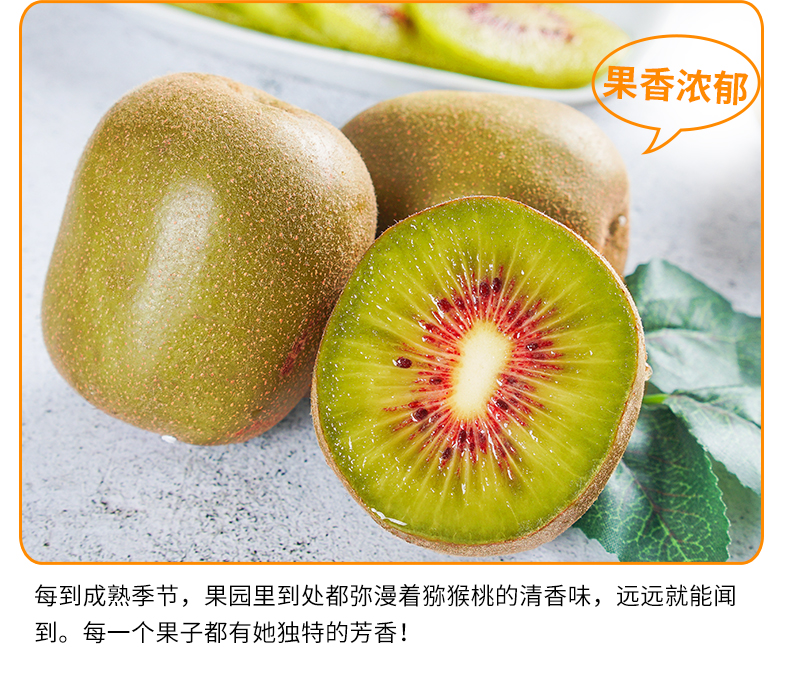 果香浓郁
每到成熟季节，果园里到处都弥漫着猕猴桃的清香味，远远就能闻
到。每一个果子都有她独特的芳香！